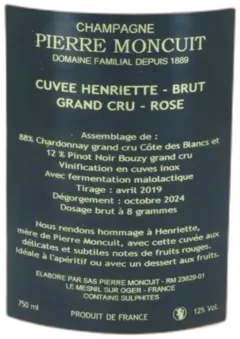 CHAMPAGNE
PIERRE MONCUIT
DOMAINE FAMILIAL DEPUIS 1889
CUVEE HENRIETTE - BRUT
GRAND CRU - ROSE
Assemblage de :
88% Chardonnay grand cru Côte des Blancs et
12 % Pinot Noir Bouzy grand cru
Vinification en cuves inox
Avec fermentation malolactique
Tirage : avril 2019
Dégorgement : octobre 2024
Dosage brut à 8 grammes
Nous rendons hommage à Henriette,
mère de Pierre Moncuit, avec cette cuvée aux
délicates et subtiles notes de fruits rouges.
Idéale à l'apéritif ou avec un dessert aux fruits.
ELABORE PAR SAS PIERRE MONCUIT - RM 23629-01
LE MESNIL SUR OGER - FRANCE
CONTAINS SULPHITES
750 ml
PRODUIT DE FRANCE
12% Vol.